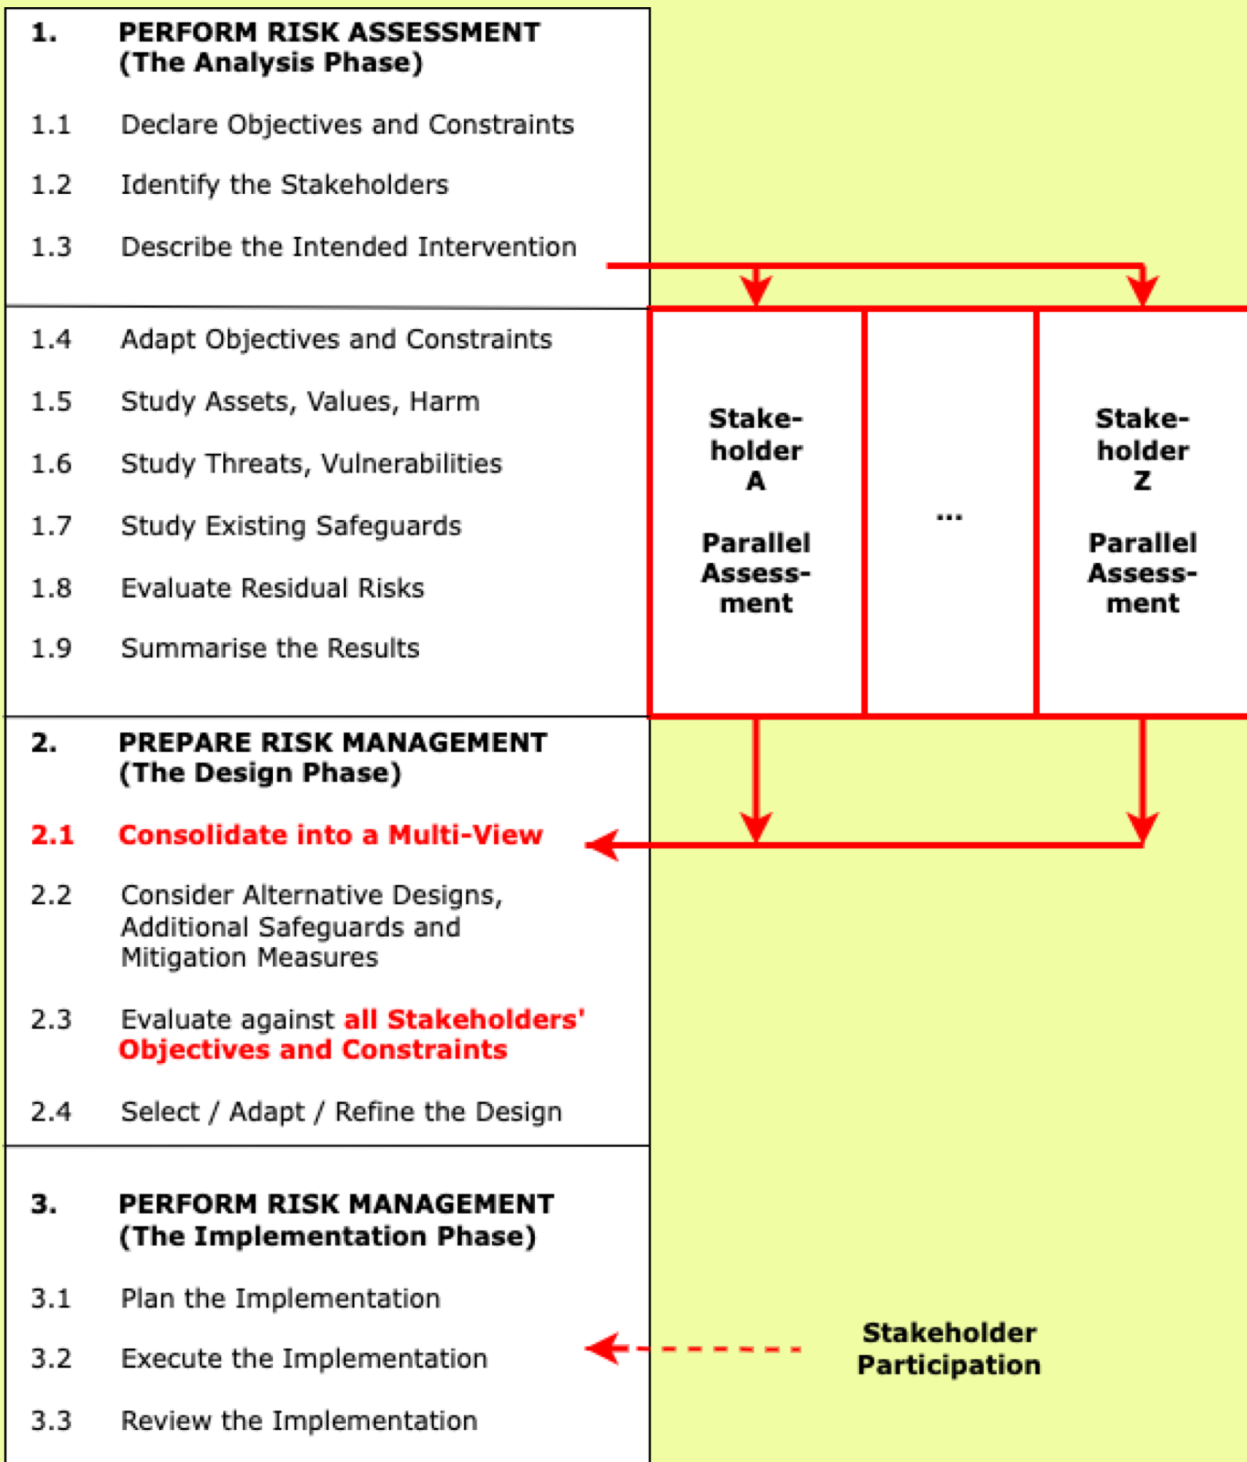 1. PERFORM RISK ASSESSMENT
(The Analysis Phase)
1.1 Declare Objectives and Constraints
1.2 Identify the Stakeholders
1.3 Describe the Intended Intervention
1.4 Adapt Objectives and Constraints
1.5 Study Assets, Values, Harm
1.6 Study Threats, Vulnerabilities
1.7 Study Existing Safeguards
1.8 Evaluate Residual Risks
1.9 Summarise the Results
Stake-
holder
A
Parallel
Assess-
ment
...
Stake-
holder
Z
Parallel
Assess-
ment
2. PREPARE RISK MANAGEMENT
(The Design Phase)
2.1 Consolidate into a Multi-View
2.2 Consider Alternative Designs,
Additional Safeguards and
Mitigation Measures
2.3 Evaluate against all Stakeholders'
Objectives and Constraints
2.4 Select / Adapt / Refine the Design
3. PERFORM RISK MANAGEMENT
(The Implementation Phase)
3.1 Plan the Implementation
3.2 Execute the Implementation
3.3 Review the Implementation
Stakeholder
Participation